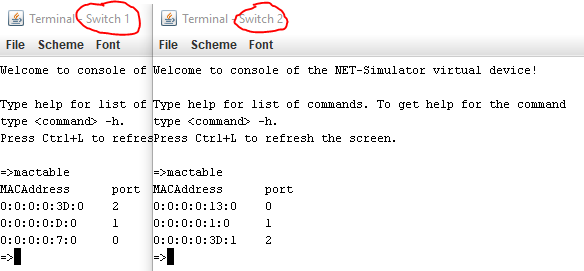 Terminal - Switch 1
File Scheme Font
Welcome to console of
Type help for list of
type <command> -h.
Press Ctrl+L to refres
=>mactable
MACAddress port
0:0:0:0:3D:0 2
0:0:0:0:D:0 1
0:0:0:0:7:0 0
=>
Terminal - Switch 2
File Scheme Font
Welcome to console of the NET-Simulator virtual device!
Type help for list of commands. To get help for the command
type <command> -h.
Press Ctrl+L to refresh the screen.
=>mactable
MACAddress port
0:0:0:0:13:0 0
0:0:0:0:1:0 1
0:0:0:0:3D:1 2
=>